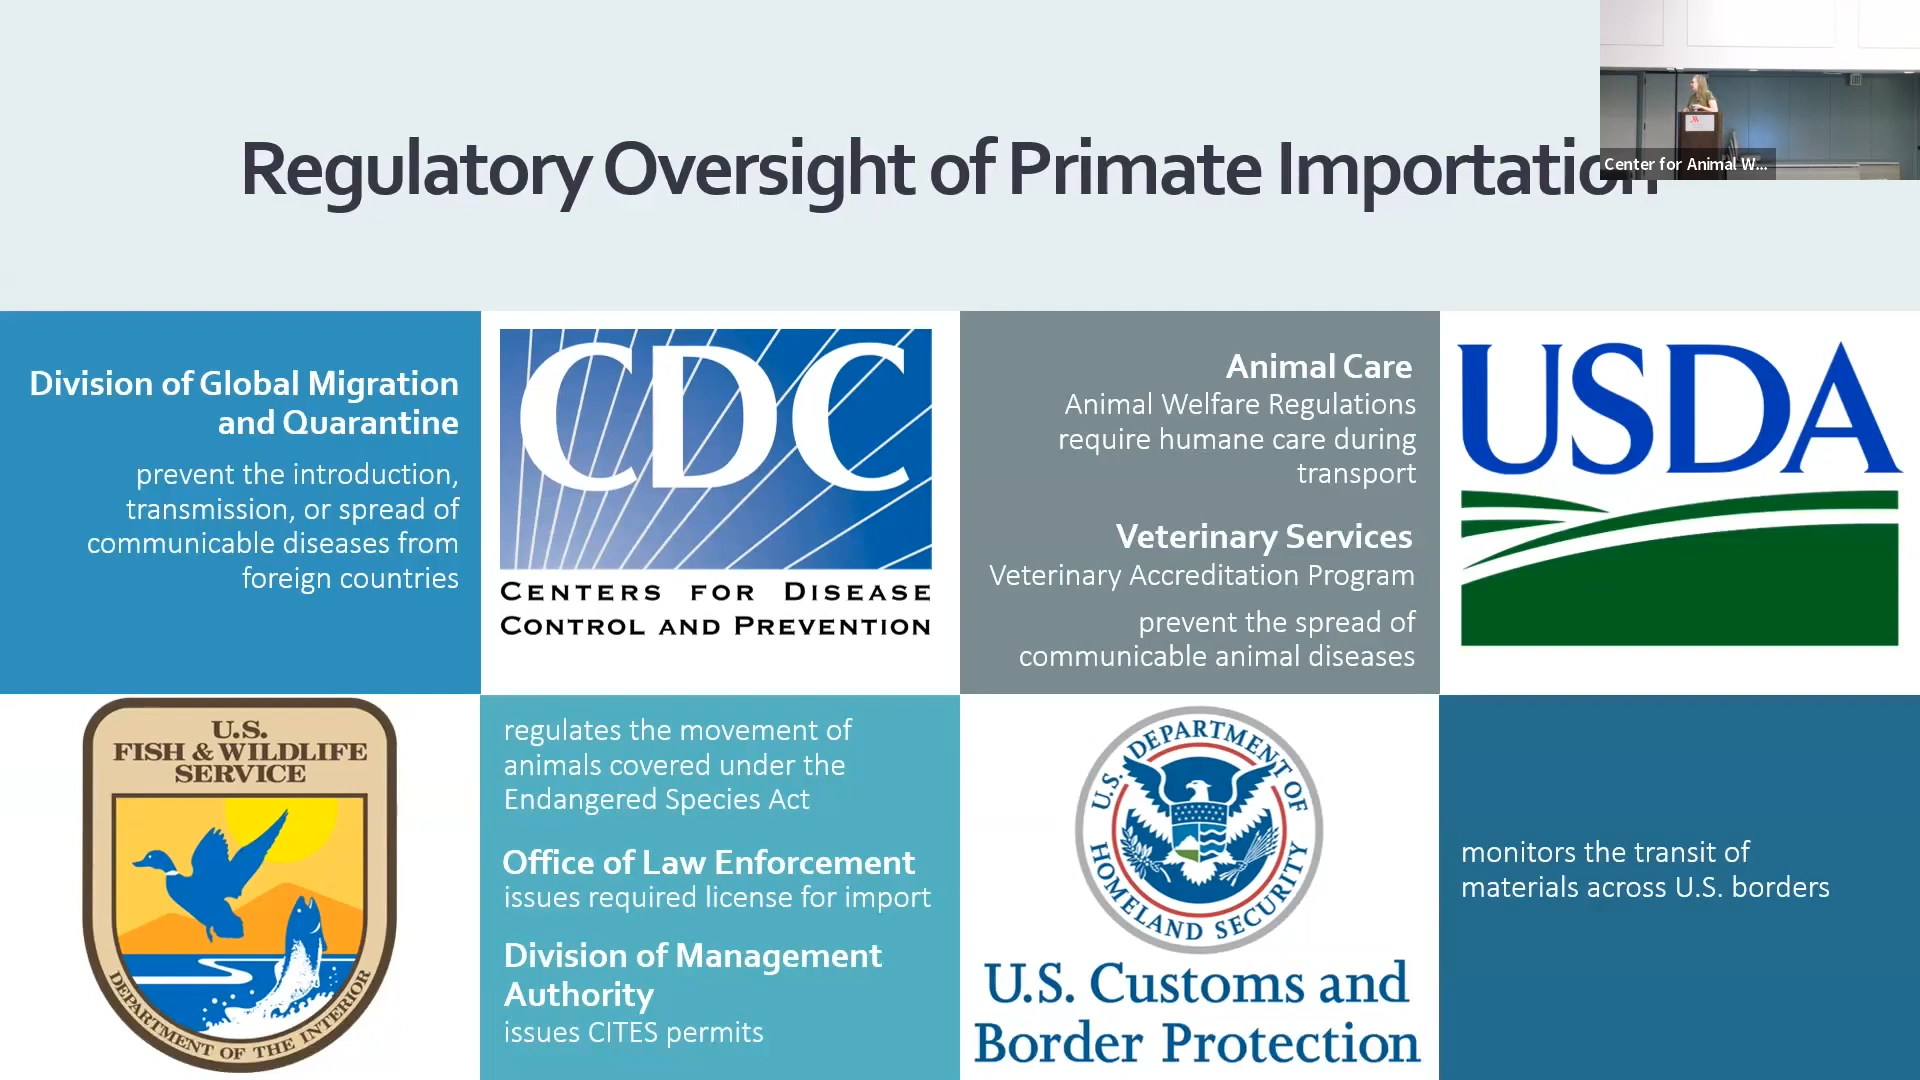 Regulatory Oversight of Primate Importation
Center for Animal W...
Division of Global Migration
and Quarantine
prevent the introduction,
transmission, or spread of
communicable diseases from
foreign countries
CDC
CENTERS FOR DISEASE
CONTROL AND PREVENTION
Animal Care
Animal Welfare Regulations
require humane care during
transport
Veterinary Services
Veterinary Accreditation Program
prevent the spread of
communicable animal diseases
USDA
U.S.
FISH & WILDLIFE
SERVICE
DEPARTMENT OF THE INTERIOR
regulates the movement of
animals covered under the
Endangered Species Act
Office of Law Enforcement
issues required license for import
Division of Management
Authority
issues CITES permits
U.S. DEPARTMENT OF
HOMELAND SECURITY
U.S. Customs and
Border Protection
monitors the transit of
materials across U.S. borders